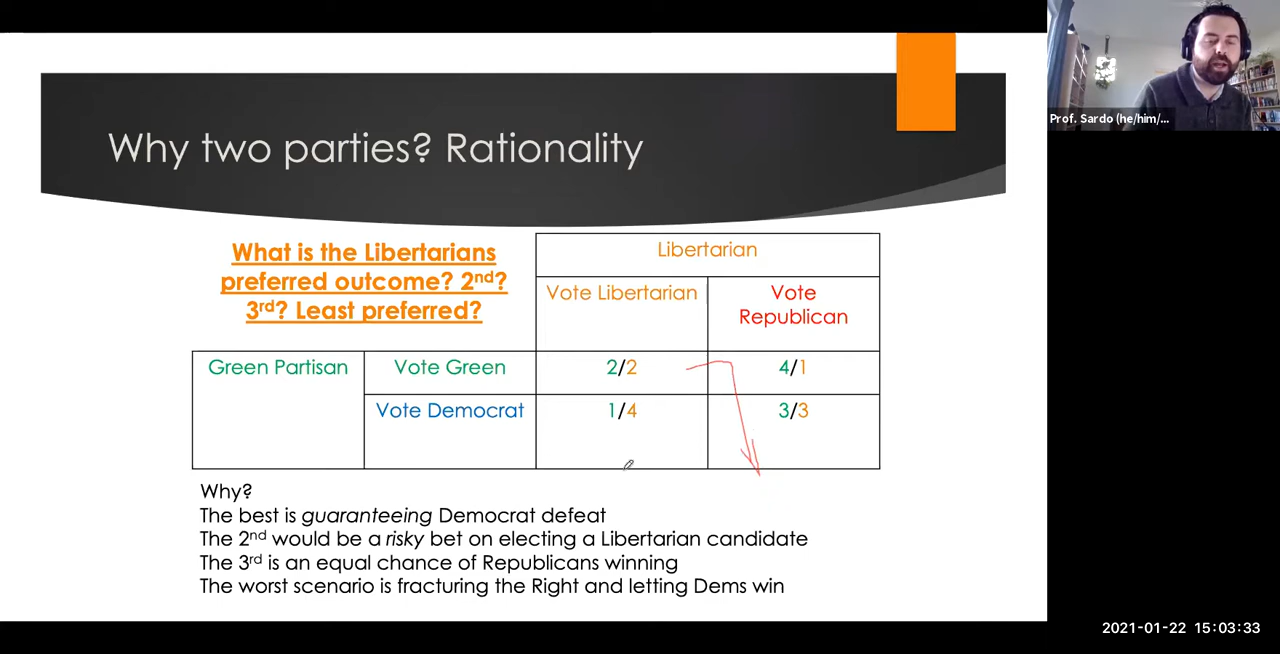 Prof. Sardo (he/him/...
Why two parties? Rationality
What is the Libertarians
preferred outcome? 2nd?
3rd? Least preferred?
Libertarian
Vote Libertarian
Vote
Republican
Green Partisan
Vote Green
2/2
4/1
Vote Democrat
1/4
3/3
Why?
The best is guaranteeing Democrat defeat
The 2nd would be a risky bet on electing a Libertarian candidate
The 3rd is an equal chance of Republicans winning
The worst scenario is fracturing the Right and letting Dems win
2021-01-22 15:03:33